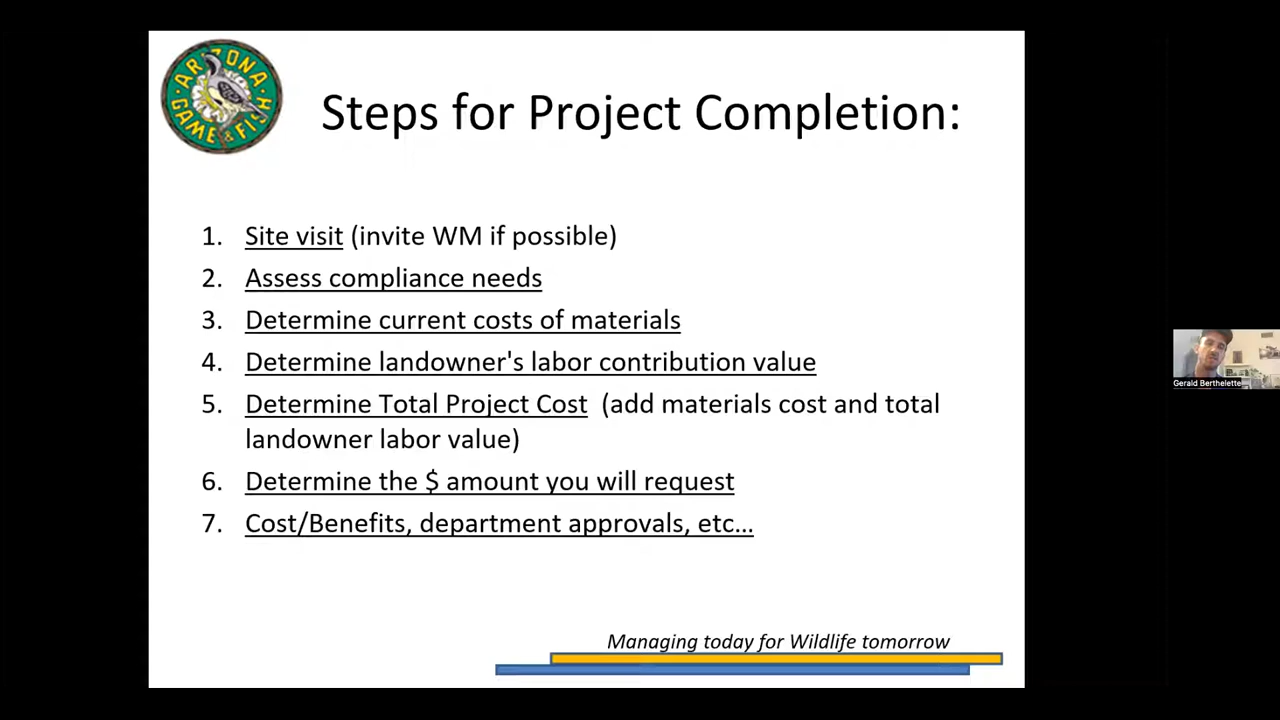 ARIZONA
GAME & FISH
Steps for Project Completion:
1. Site visit (invite WM if possible)
2. Assess compliance needs
3. Determine current costs of materials
4. Determine landowner's labor contribution value
5. Determine Total Project Cost (add materials cost and total
landowner labor value)
6. Determine the $ amount you will request
7. Cost/Benefits, department approvals, etc...
Managing today for Wildlife tomorrow
Gerald Berthelette